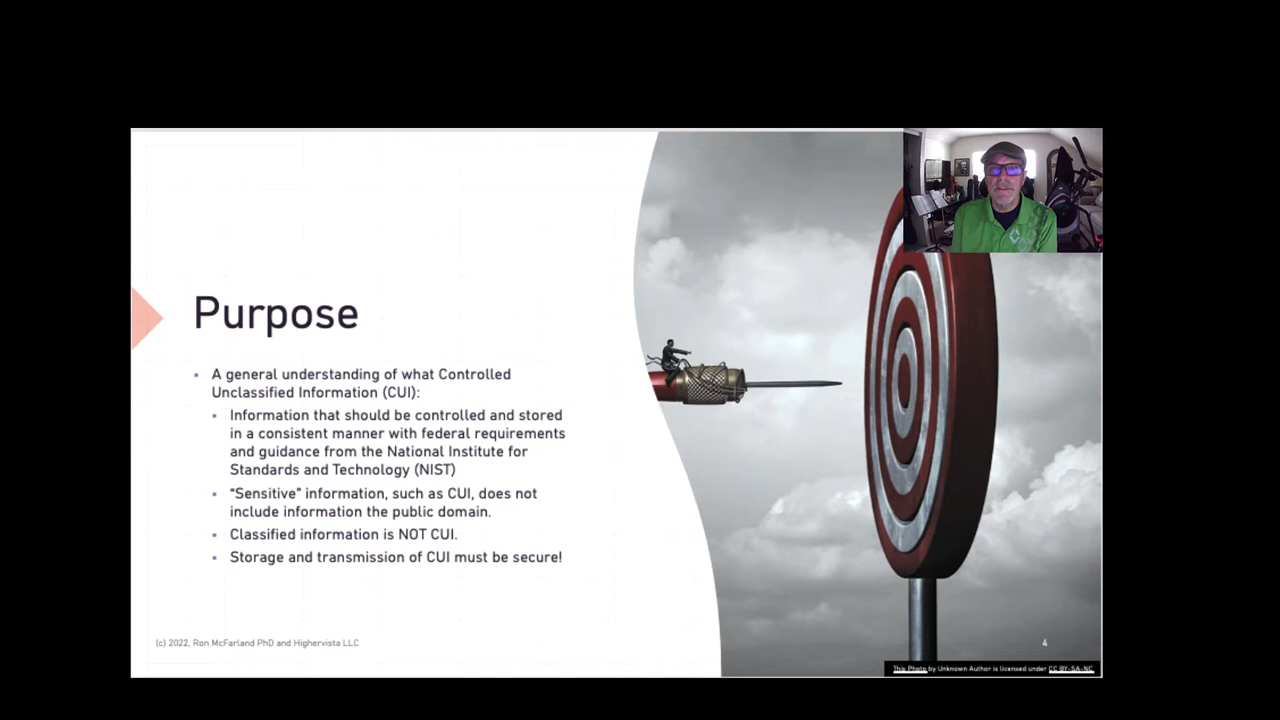 Purpose
A general understanding of what Controlled
Unclassified Information (CUI):
Information that should be controlled and stored
in a consistent manner with federal requirements
and guidance from the National Institute for
Standards and Technology (NIST)
"Sensitive" information, such as CUI, does not
include information the public domain.
Classified information is NOT CUI.
Storage and transmission of CUI must be secure!
(c) 2022, Ron McFarland PhD and Highervista LLC
4
This Photo by Unknown Author is licensed under CC BY-SA-NC